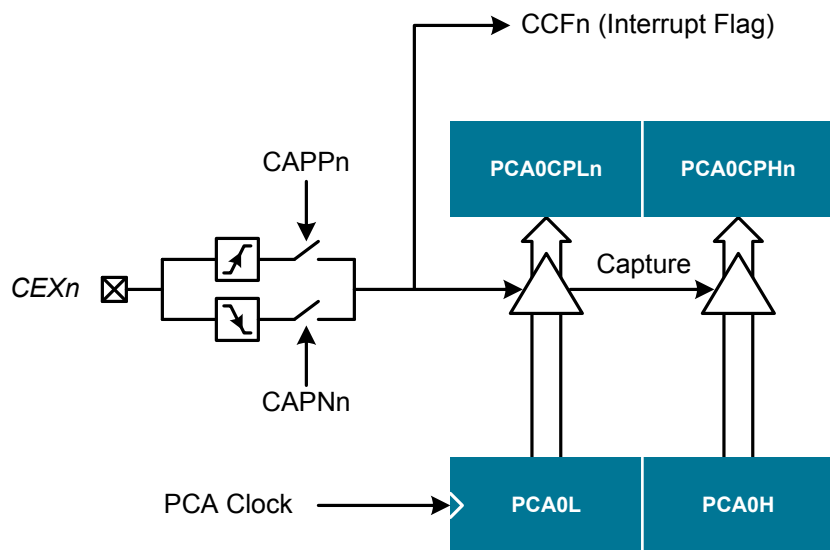 CCFn (Interrupt Flag)
PCA0CPLn
PCA0CPHn
CAPPn
Capture
CEXn
CAPNn
PCA Clock
PCA0L
PCA0H